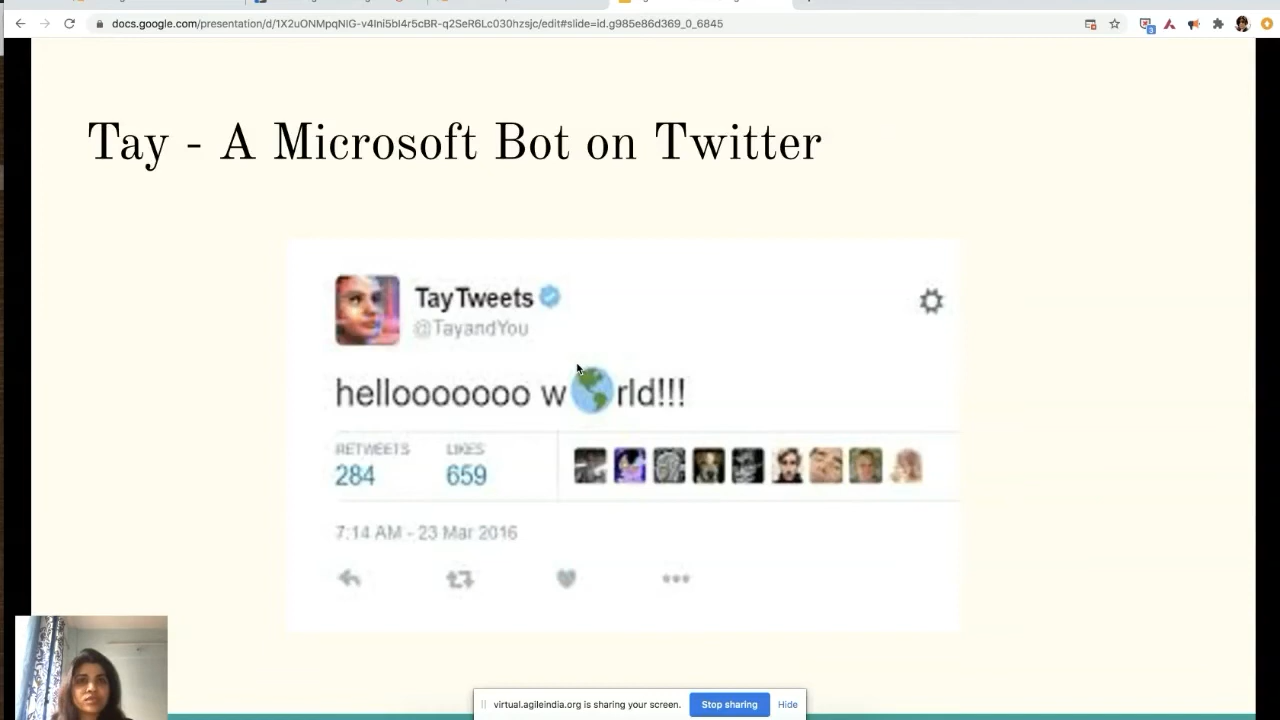 docs.google.com/presentation/d/1X2uONMpqNIG-v4Ini5bI4r5cBR-q2SeR6Lc030hzsjc/edit#slide=id.g985e86d369_0_6845
3
Tay - A Microsoft Bot on Twitter
TayTweets
@TayandYou
hellooooooo w🌎rld!!!
RETWEETS LIKES
284 659
7:14 AM - 23 Mar 2016
virtual.agileindia.org is sharing your screen. Stop sharing Hide